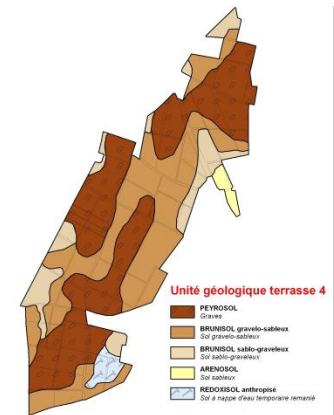 Unité géologique terrasse 4
PEYROSOL
Graves
BRUNISOL gravelo-sableux
Sol gravelo-sableux
BRUNISOL sablo-graveleux
Sol sablo-graveleux
ARENOSOL
Sol sableux
REDOXISOL anthropisé
Sol à nappe d'eau temporaire remanié